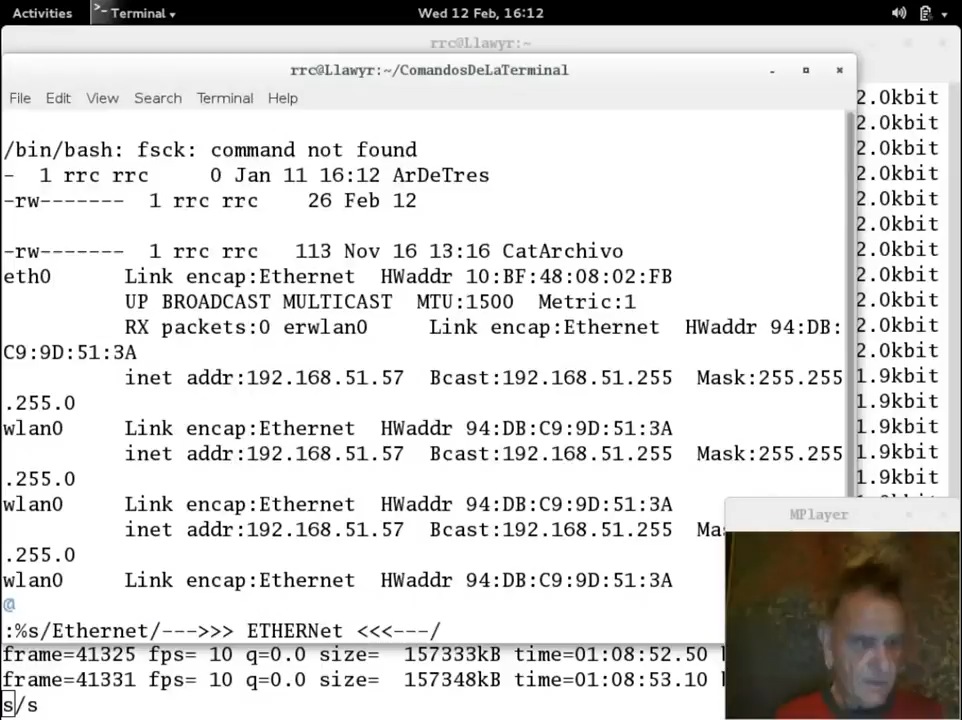 Activities
Terminal
Wed 12 Feb, 16:12
rrc@Llawyr:~
rrc@Llawyr:~/ComandosDeLaTerminal
File Edit View Search Terminal Help
2.0kbit
2.0kbit
2.0kbit
2.0kbit
2.0kbit
2.0kbit
2.0kbit
2.0kbit
2.0kbit
2.0kbit
2.0kbit
1.9kbit
1.9kbit
1.9kbit
1.9kbit
1.9kbit
/bin/bash: fsck: command not found
- 1 rrc rrc 0 Jan 11 16:12 ArDeTres
-rw------- 1 rrc rrc 26 Feb 12
-rw------- 1 rrc rrc 113 Nov 16 13:16 CatArchivo
eth0 Link encap:Ethernet HWaddr 10:BF:48:08:02:FB
UP BROADCAST MULTICAST MTU:1500 Metric:1
RX packets:0 erwlan0 Link encap:Ethernet HWaddr 94:DB:
C9:9D:51:3A
inet addr:192.168.51.57 Bcast:192.168.51.255 Mask:255.255
.255.0
wlan0 Link encap:Ethernet HWaddr 94:DB:C9:9D:51:3A
inet addr:192.168.51.57 Bcast:192.168.51.255 Mask:255.255
.255.0
wlan0 Link encap:Ethernet HWaddr 94:DB:C9:9D:51:3A
inet addr:192.168.51.57 Bcast:192.168.51.255 Ma
.255.0
wlan0 Link encap:Ethernet HWaddr 94:DB:C9:9D:51:3A
@
:%s/Ethernet/--->>> ETHERNet <<<---/
MPlayer
frame=41325 fps= 10 q=0.0 size= 157333kB time=01:08:52.50
frame=41331 fps= 10 q=0.0 size= 157348kB time=01:08:53.10
s/s